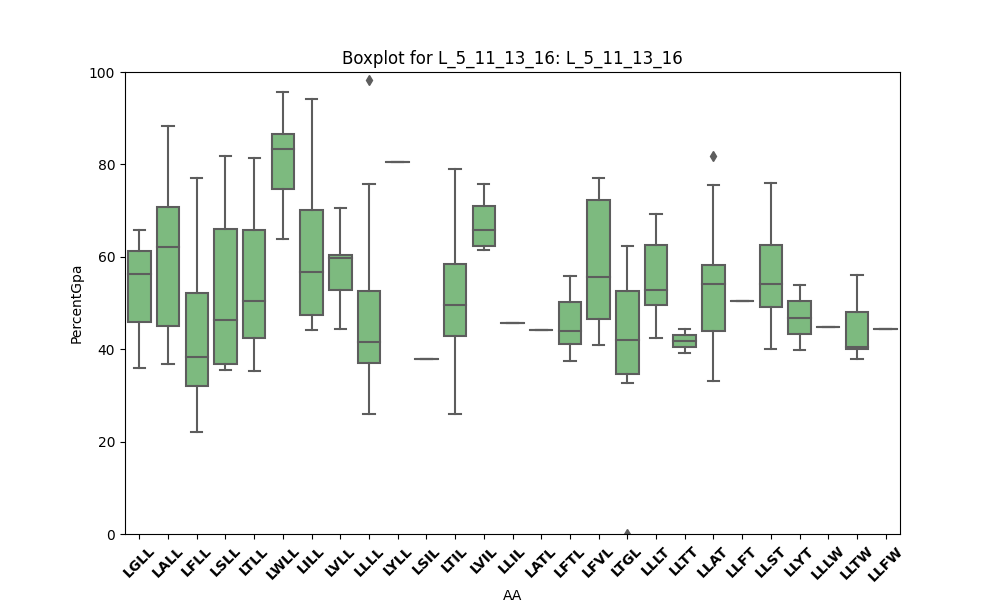 Boxplot for L_5_11_13_16: L_5_11_13_16
100
80
60
40
20
0
PercentGpa
LGLL LALL LFLL LSLL LTLL LWLL LILL LVLL LLLL LYLL LSIL LTIL LVIL LLIL LATL LFTL LFVL LTGL LLLT LLTT LLAT LLFT LLST LLYT LLLW LLTW LLFW
AA